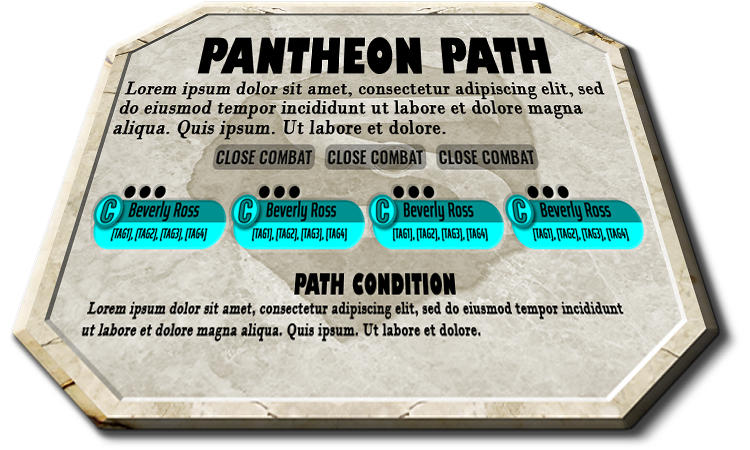 PANTHEON PATH
Lorem ipsum dolor sit amet, consectetur adipiscing elit, sed
do eiusmod tempor incididunt ut labore et dolore magna
aliqua. Quis ipsum. Ut labore et dolore.
CLOSE COMBAT CLOSE COMBAT CLOSE COMBAT
C Beverly Ross C Beverly Ross C Beverly Ross C Beverly Ross
[TAG1], [TAG2], [TAG3], [TAG4] [TAG1], [TAG2], [TAG3], [TAG4] [TAG1], [TAG2], [TAG3], [TAG4] [TAG1], [TAG2], [TAG3], [TAG4]
PATH CONDITION
Lorem ipsum dolor sit amet, consectetur adipiscing elit, sed do eiusmod tempor incididunt
ut labore et dolore magna aliqua. Quis ipsum. Ut labore et dolore.